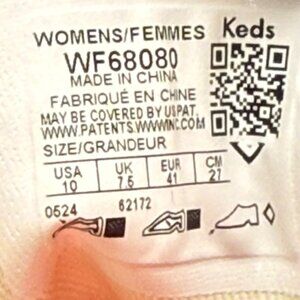 WOMENS/FEMMES Keds
WF68080
MADE IN CHINA
FABRIQUÉ EN CHINE
MAY BE COVERED BY US PAT.
WWW.PATENTS.WWWINC.COM
SIZE/GRANDEUR
USA UK EUR CM
10 7.5 41 27
0524 62172